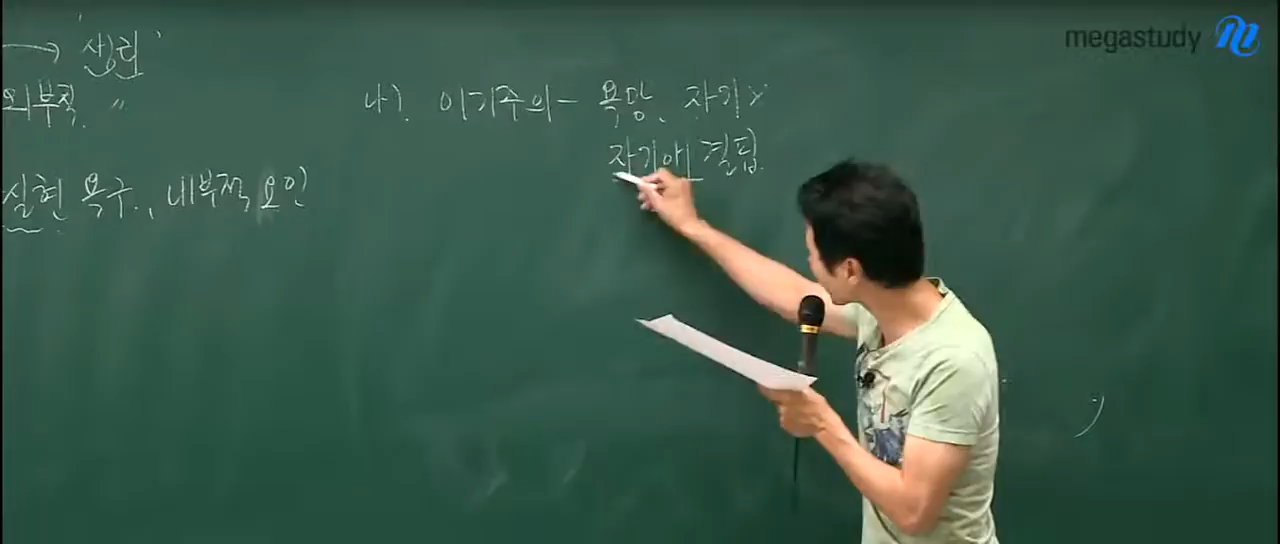 → '생린'
외부적 〃
실현 욕구., 내부적 요인
나). 이기주의 - 욕망, 자기×
자기애 결핍.
megastudy